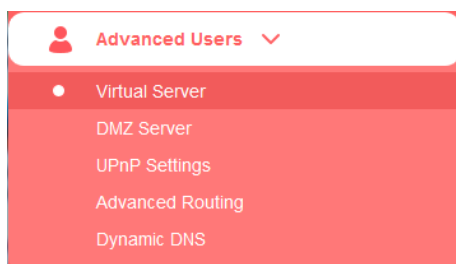 Advanced Users
Virtual Server
DMZ Server
UPnP Settings
Advanced Routing
Dynamic DNS